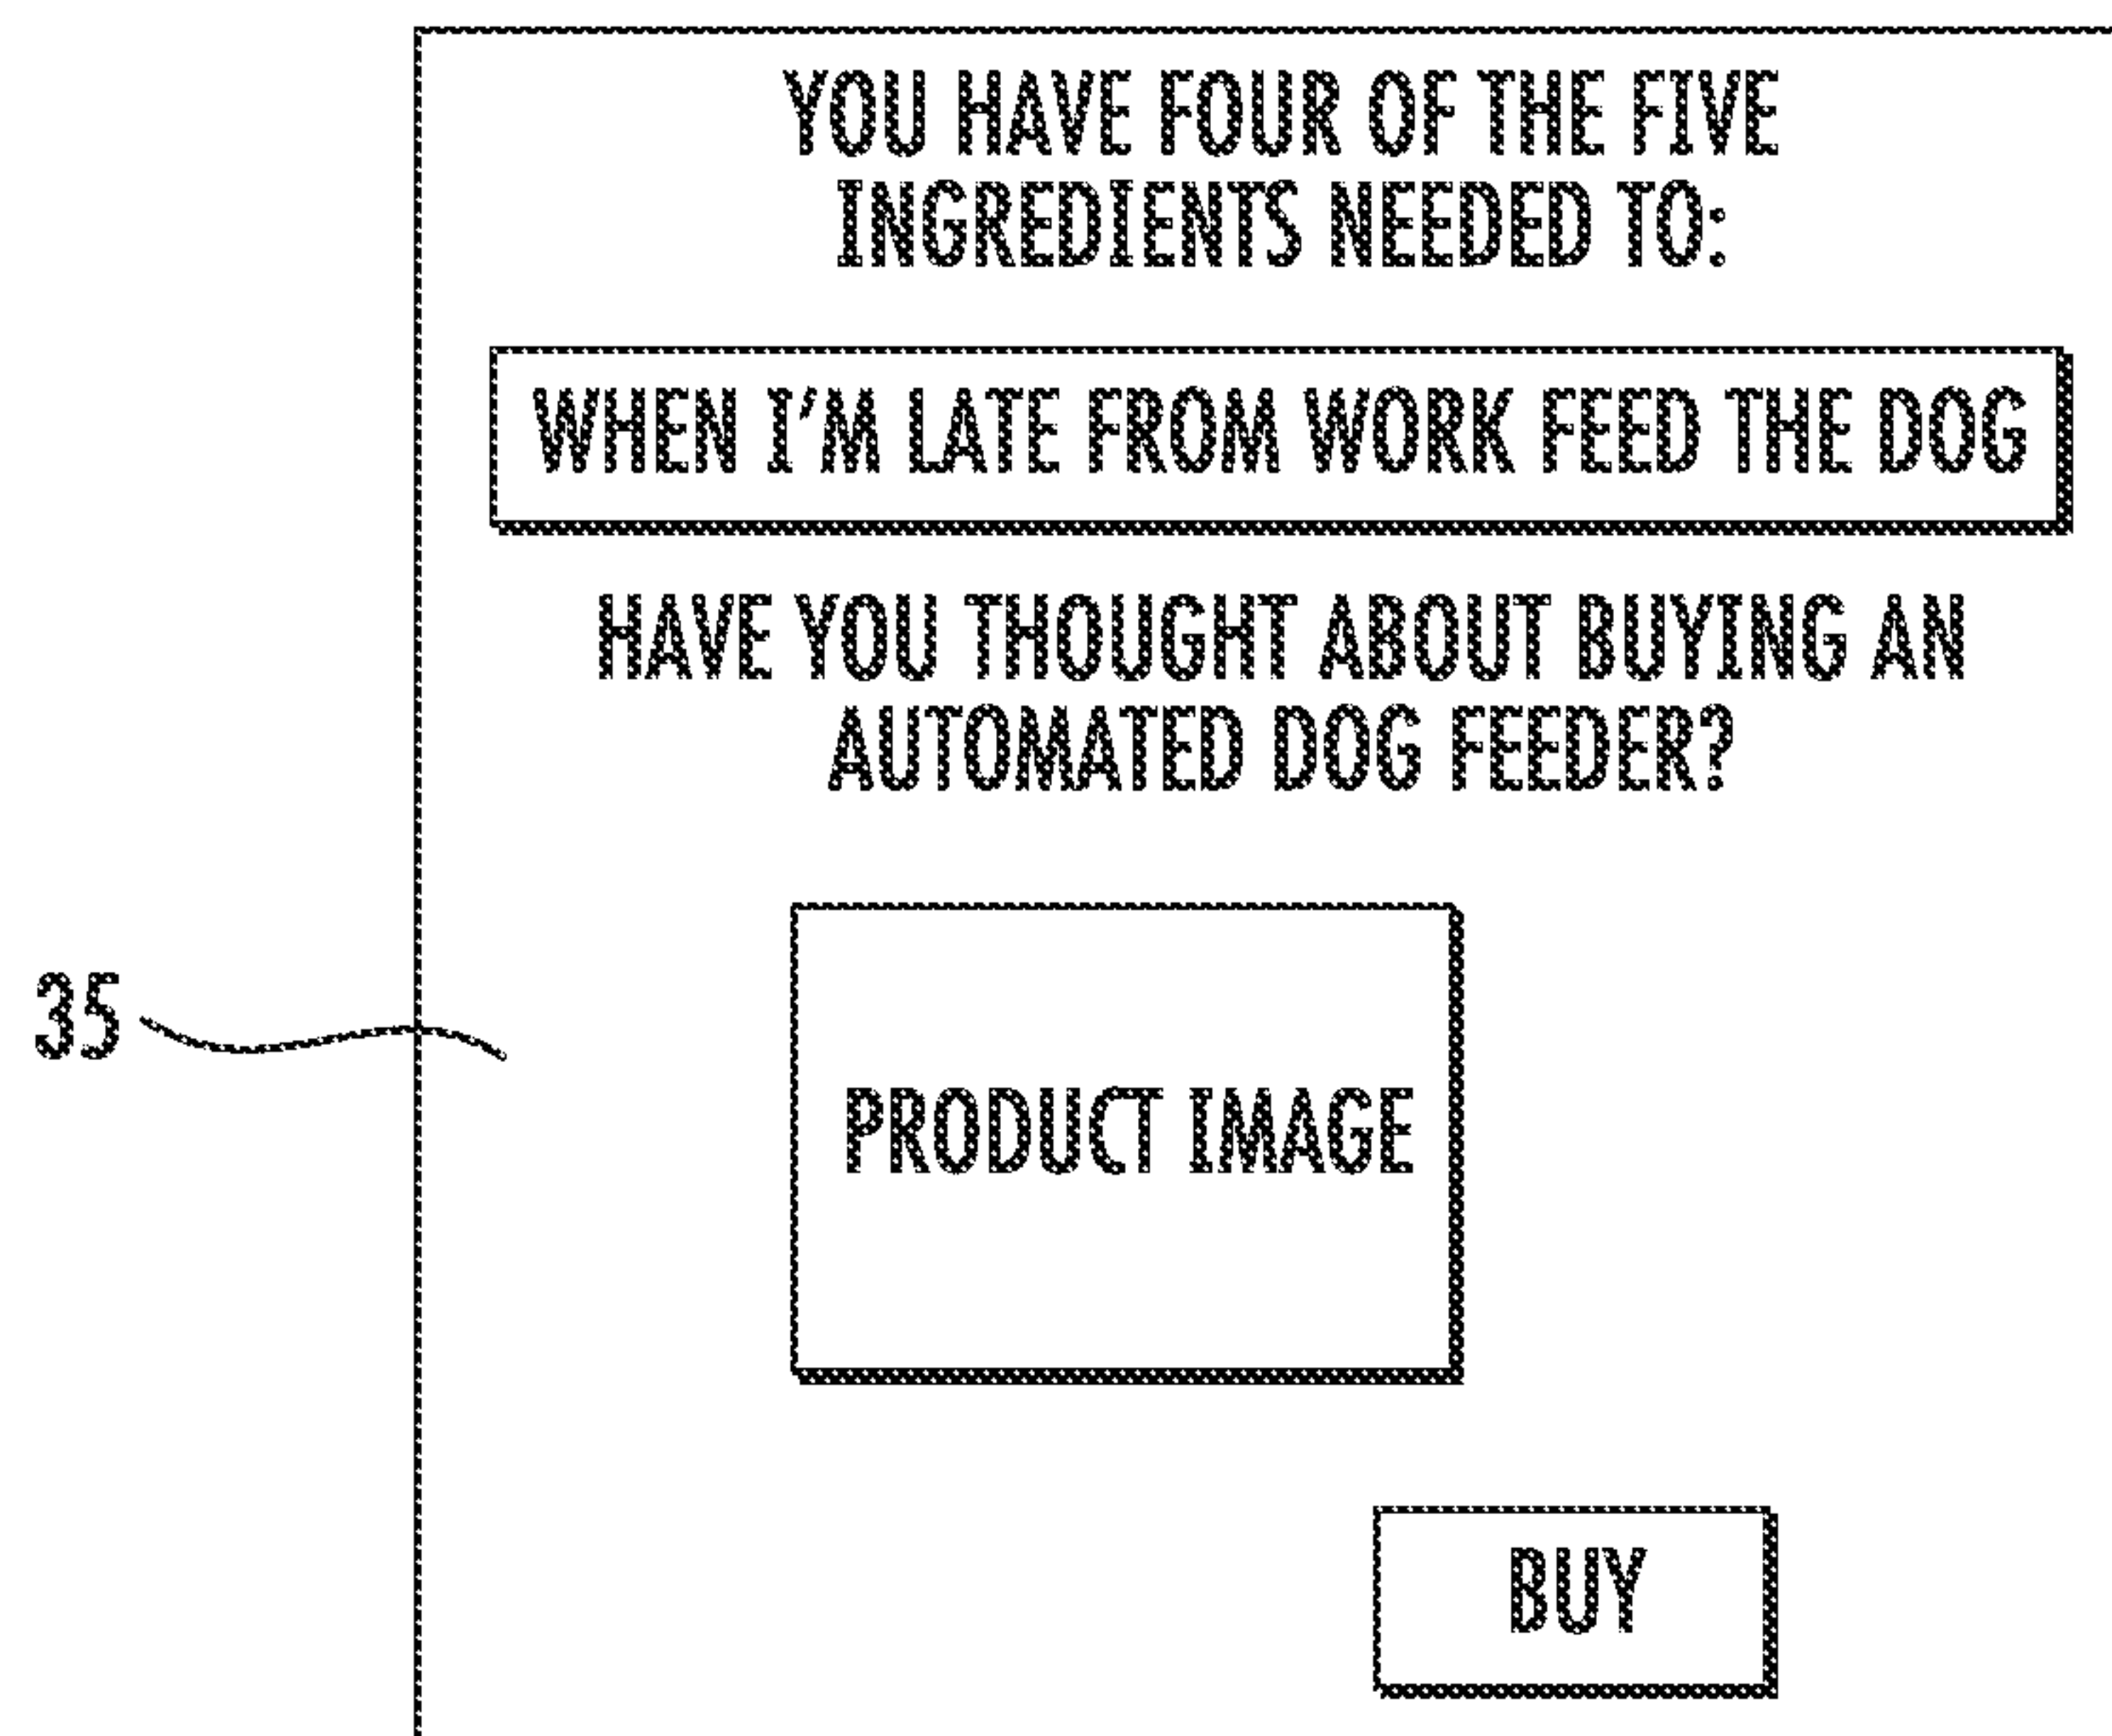 YOU HAVE FOUR OF THE FIVE
INGREDIENTS NEEDED TO:
WHEN I'M LATE FROM WORK FEED THE DOG
HAVE YOU THOUGHT ABOUT BUYING AN
AUTOMATED DOG FEEDER?
35
PRODUCT IMAGE
BUY